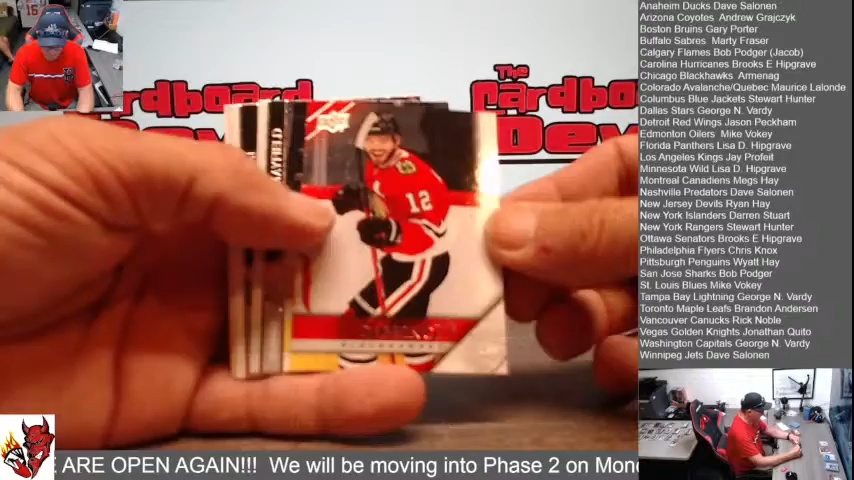 Anaheim Ducks Dave Salonen
Arizona Coyotes Andrew Grajczyk
Boston Bruins Gary Porter
Buffalo Sabres Marty Fraser
Calgary Flames Bob Podger (Jacob)
Carolina Hurricanes Brooks E Hipgrave
Chicago Blackhawks Armenag
Colorado Avalanche/Quebec Maurice Lalonde
Columbus Blue Jackets Stewart Hunter
Dallas Stars George N. Vardy
Detroit Red Wings Jason Peckham
Edmonton Oilers Mike Vokey
Florida Panthers Lisa D. Hipgrave
Los Angeles Kings Jay Profeit
Minnesota Wild Lisa D. Hipgrave
Montreal Canadiens Megs Hay
Nashville Predators Dave Salonen
New Jersey Devils Ryan Hay
New York Islanders Darren Stuart
New York Rangers Stewart Hunter
Ottawa Senators Brooks E Hipgrave
Philadelphia Flyers Chris Knox
Pittsburgh Penguins Wyatt Hay
San Jose Sharks Bob Podger
St. Louis Blues Mike Vokey
Tampa Bay Lightning George N. Vardy
Toronto Maple Leafs Brandon Andersen
Vancouver Canucks Rick Noble
Vegas Golden Knights Jonathan Quito
Washington Capitals George N. Vardy
Winnipeg Jets Dave Salonen
The
rdboard
Cardboard
Dev
12
E ARE OPEN AGAIN!!! We will be moving into Phase 2 on Mon